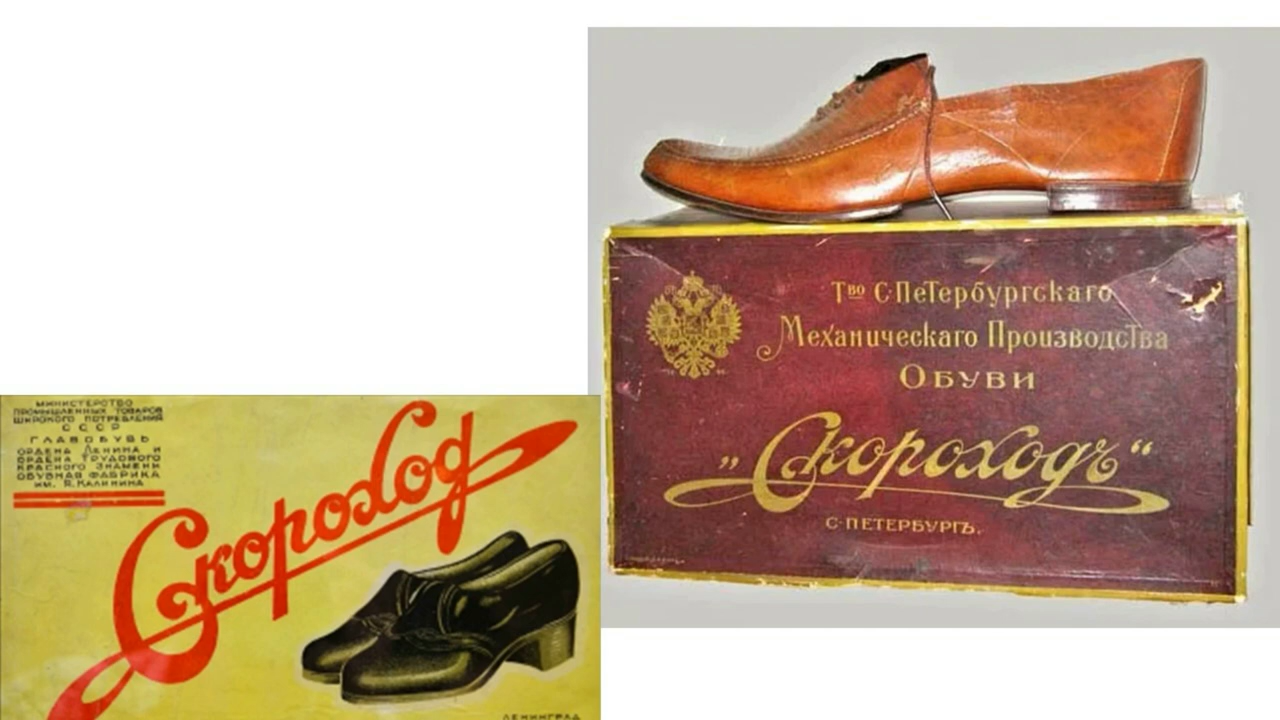 Тво С·Петербургскаго
Механическаго Производства
Обуви
„Скороходъ“
С·ПЕТЕРБУРГЪ.
МИНИСТЕРСТВО
ПРОМЫШЛЕННЫХ ТОВАРОВ
ШИРОКОГО ПОТРЕБЛЕНИЯ
СССР
ГЛАВОБУВЬ
ОРДЕНА ЛЕНИНА И
ОРДЕНА ТРУДОВОГО
КРАСНОГО ЗНАМЕНИ
ОБУВНАЯ ФАБРИКА
ИМ. Я. КАЛИНИНА
Скороход
ЛЕНИНГРАД